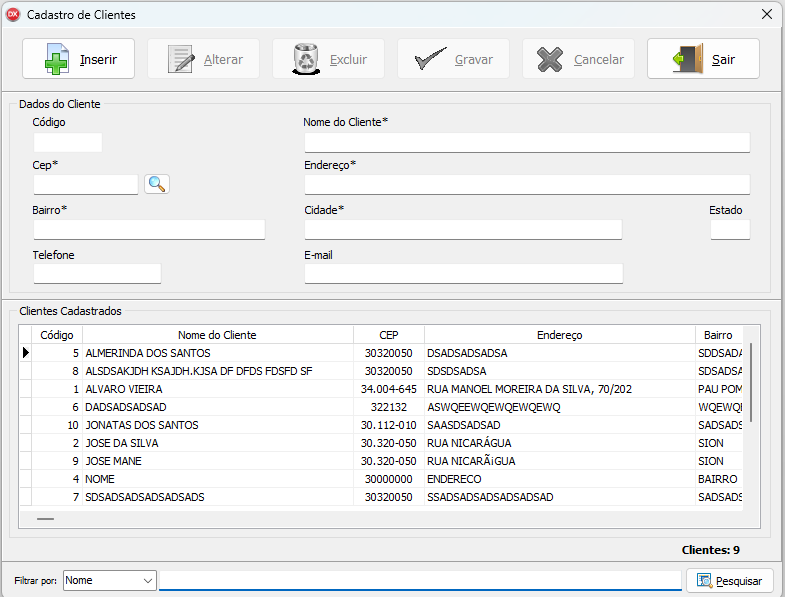 DX Cadastro de Clientes
Inserir Alterar Excluir Gravar Cancelar Sair
Dados do Cliente
Código Nome do Cliente*
Cep* Endereço*
Bairro* Cidade* Estado
Telefone E-mail
Clientes Cadastrados
Código Nome do Cliente CEP Endereço Bairro
5 ALMERINDA DOS SANTOS 30320050 DSADSADSADSA SDDSADA
8 ALSDSAKJDH KSAJDH.KJSA DF DFDS FDSFD SF 30320050 SDSDSADSA SDSADSA
1 ALVARO VIEIRA 34.004-645 RUA MANOEL MOREIRA DA SILVA, 70/202 PAU POM
6 DADSADSADSAD 322132 ASWQEEWQEWQEWQEWQ WQEWQ
10 JONATAS DOS SANTOS 30.112-010 SAASDSADSAD SADSADS
2 JOSE DA SILVA 30.320-050 RUA NICARÁGUA SION
9 JOSE MANE 30.320-050 RUA NICARÃ¡GUA SION
4 NOME 30000000 ENDERECO BAIRRO
7 SDSADSADSADSADSADS 30320050 SSADSADSADSADSADSAD SADSADS
Clientes: 9
Filtrar por: Nome Pesquisar